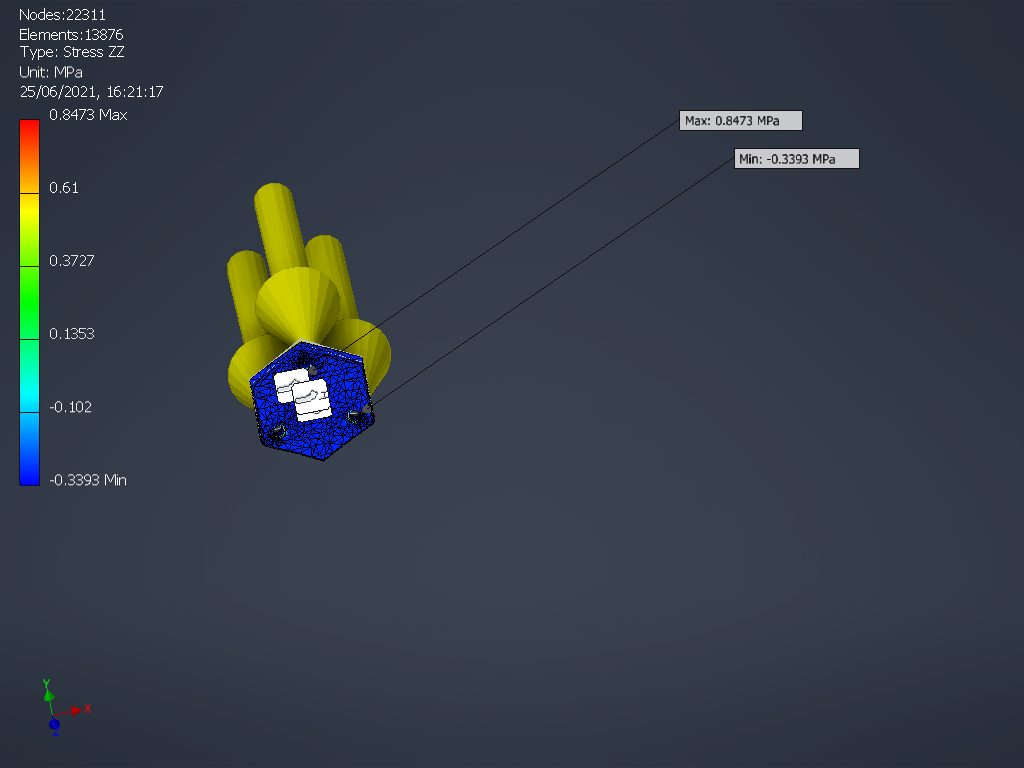 Nodes:22311
Elements:13876
Type: Stress ZZ
Unit: MPa
25/06/2021, 16:21:17
0.8473 Max
0.61
0.3727
0.1353
-0.102
-0.3393 Min
Max: 0.8473 MPa
Min: -0.3393 MPa
Y
X
Z